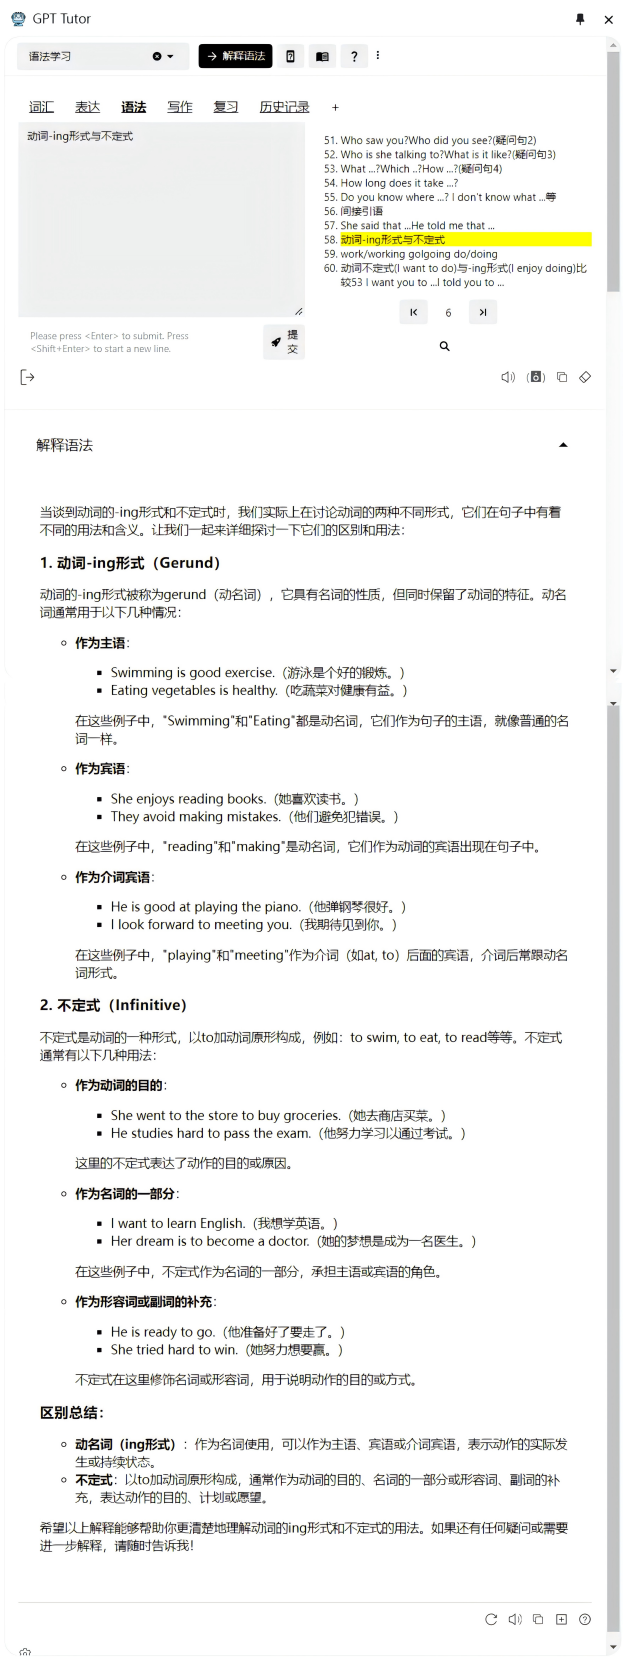 GPT Tutor
语法学习
→ 解释语法
词汇 表达 语法 写作 复习 历史记录 +
动词-ing形式与不定式
51. Who saw you?Who did you see?(疑问句2)
52. Who is she talking to?What is it like?(疑问句3)
53. What ...?Which ..?How ...?(疑问句4)
54. How long does it take ...?
55. Do you know where ...? I don't know what ...等
56. 间接引语
57. She said that ...He told me that ...
58. 动词-ing形式与不定式
59. work/working golgoing do/doing
60. 动词不定式(I want to do)与-ing形式(I enjoy doing)比
较53 I want you to ...I told you to ...
6
Please press <Enter> to submit. Press
<Shift+Enter> to start a new line.
提
交
解释语法
当谈到动词的-ing形式和不定式时，我们实际上在讨论动词的两种不同形式，它们在句子中有着
不同的用法和含义。让我们一起来详细探讨一下它们的区别和用法：
1. 动词-ing形式（Gerund）
动词的-ing形式被称为gerund（动名词），它具有名词的性质，但同时保留了动词的特征。动名
词通常用于以下几种情况：
作为主语：
Swimming is good exercise.（游泳是个好的锻炼。）
Eating vegetables is healthy.（吃蔬菜对健康有益。）
在这些例子中，"Swimming"和"Eating"都是动名词，它们作为句子的主语，就像普通的名
词一样。
作为宾语：
She enjoys reading books.（她喜欢读书。）
They avoid making mistakes.（他们避免犯错误。）
在这些例子中，"reading"和"making"是动名词，它们作为动词的宾语出现在句子中。
作为介词宾语：
He is good at playing the piano.（他弹钢琴很好。）
I look forward to meeting you.（我期待见到你。）
在这些例子中，"playing"和"meeting"作为介词（如at, to）后面的宾语，介词后常跟动名
词形式。
2. 不定式（Infinitive）
不定式是动词的一种形式，以to加动词原形构成，例如：to swim, to eat, to read等等。不定式
通常有以下几种用法：
作为动词的目的：
She went to the store to buy groceries.（她去商店买菜。）
He studies hard to pass the exam.（他努力学习以通过考试。）
这里的不定式表达了动作的目的或原因。
作为名词的一部分：
I want to learn English.（我想学英语。）
Her dream is to become a doctor.（她的梦想是成为一名医生。）
在这些例子中，不定式作为名词的一部分，承担主语或宾语的角色。
作为形容词或副词的补充：
He is ready to go.（他准备好了要走了。）
She tried hard to win.（她努力想要赢。）
不定式在这里修饰名词或形容词，用于说明动作的目的或方式。
区别总结：
动名词（ing形式）：作为名词使用，可以作为主语、宾语或介词宾语，表示动作的实际发
生或持续状态。
不定式：以to加动词原形构成，通常作为动词的目的、名词的一部分或形容词、副词的补
充，表达动作的目的、计划或愿望。
希望以上解释能够帮助你更清楚地理解动词的ing形式和不定式的用法。如果还有任何疑问或需要
进一步解释，请随时告诉我！